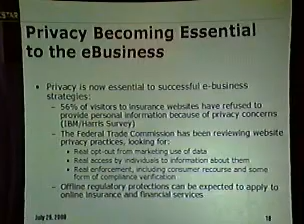 Privacy Becoming Essential
to the eBusiness
• Privacy is now essential to successful e-business
strategies:
– 56% of visitors to insurance websites have refused to
provide personal information because of privacy concerns
(IBM/Harris Survey)
– The Federal Trade Commission has been reviewing website
privacy practices, looking for:
• Real opt-out from marketing use of data
• Real access by individuals to information about them
• Real enforcement, including consumer recourse and some
form of compliance verification
– Offline regulatory protections can be expected to apply to
online insurance and financial services
July 20, 2000
18